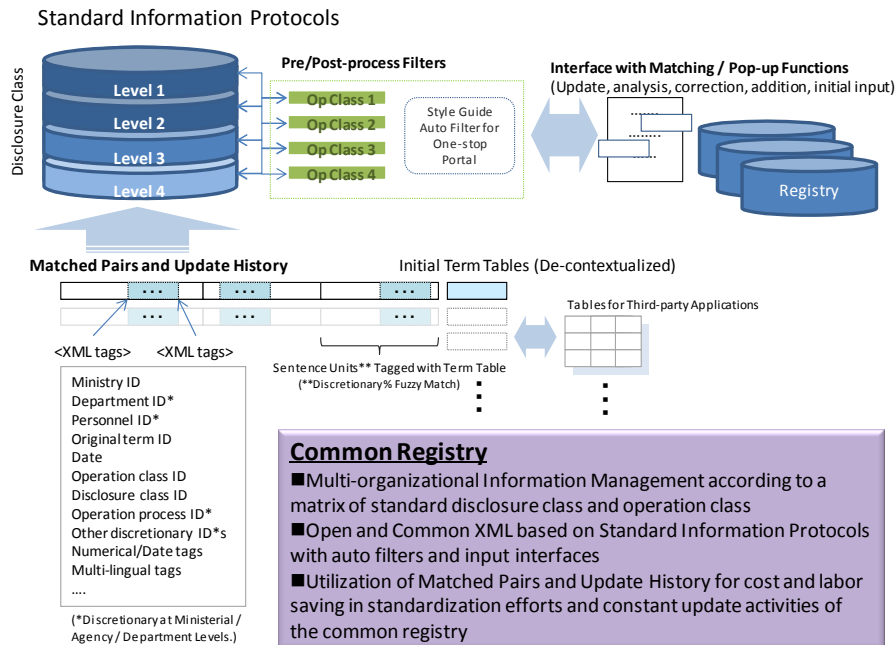 Standard Information Protocols
Disclosure Class
Level 1
Level 2
Level 3
Level 4
Pre/Post-process Filters
Op Class 1
Op Class 2
Op Class 3
Op Class 4
Style Guide
Auto Filter for
One-stop
Portal
Interface with Matching / Pop-up Functions
(Update, analysis, correction, addition, initial input)
Registry
Matched Pairs and Update History
Initial Term Tables (De-contextualized)
Tables for Third-party Applications
<XML tags>
<XML tags>
Sentence Units** Tagged with Term Table
(**Discretionary % Fuzzy Match)
Ministry ID
Department ID*
Personnel ID*
Original term ID
Date
Operation class ID
Disclosure class ID
Operation process ID*
Other discretionary ID*s
Numerical/Date tags
Multi-lingual tags
....
(*Discretionary at Ministerial /
Agency / Department Levels.)
Common Registry
■Multi-organizational Information Management according to a
matrix of standard disclosure class and operation class
■Open and Common XML based on Standard Information Protocols
with auto filters and input interfaces
■Utilization of Matched Pairs and Update History for cost and labor
saving in standardization efforts and constant update activities of
the common registry